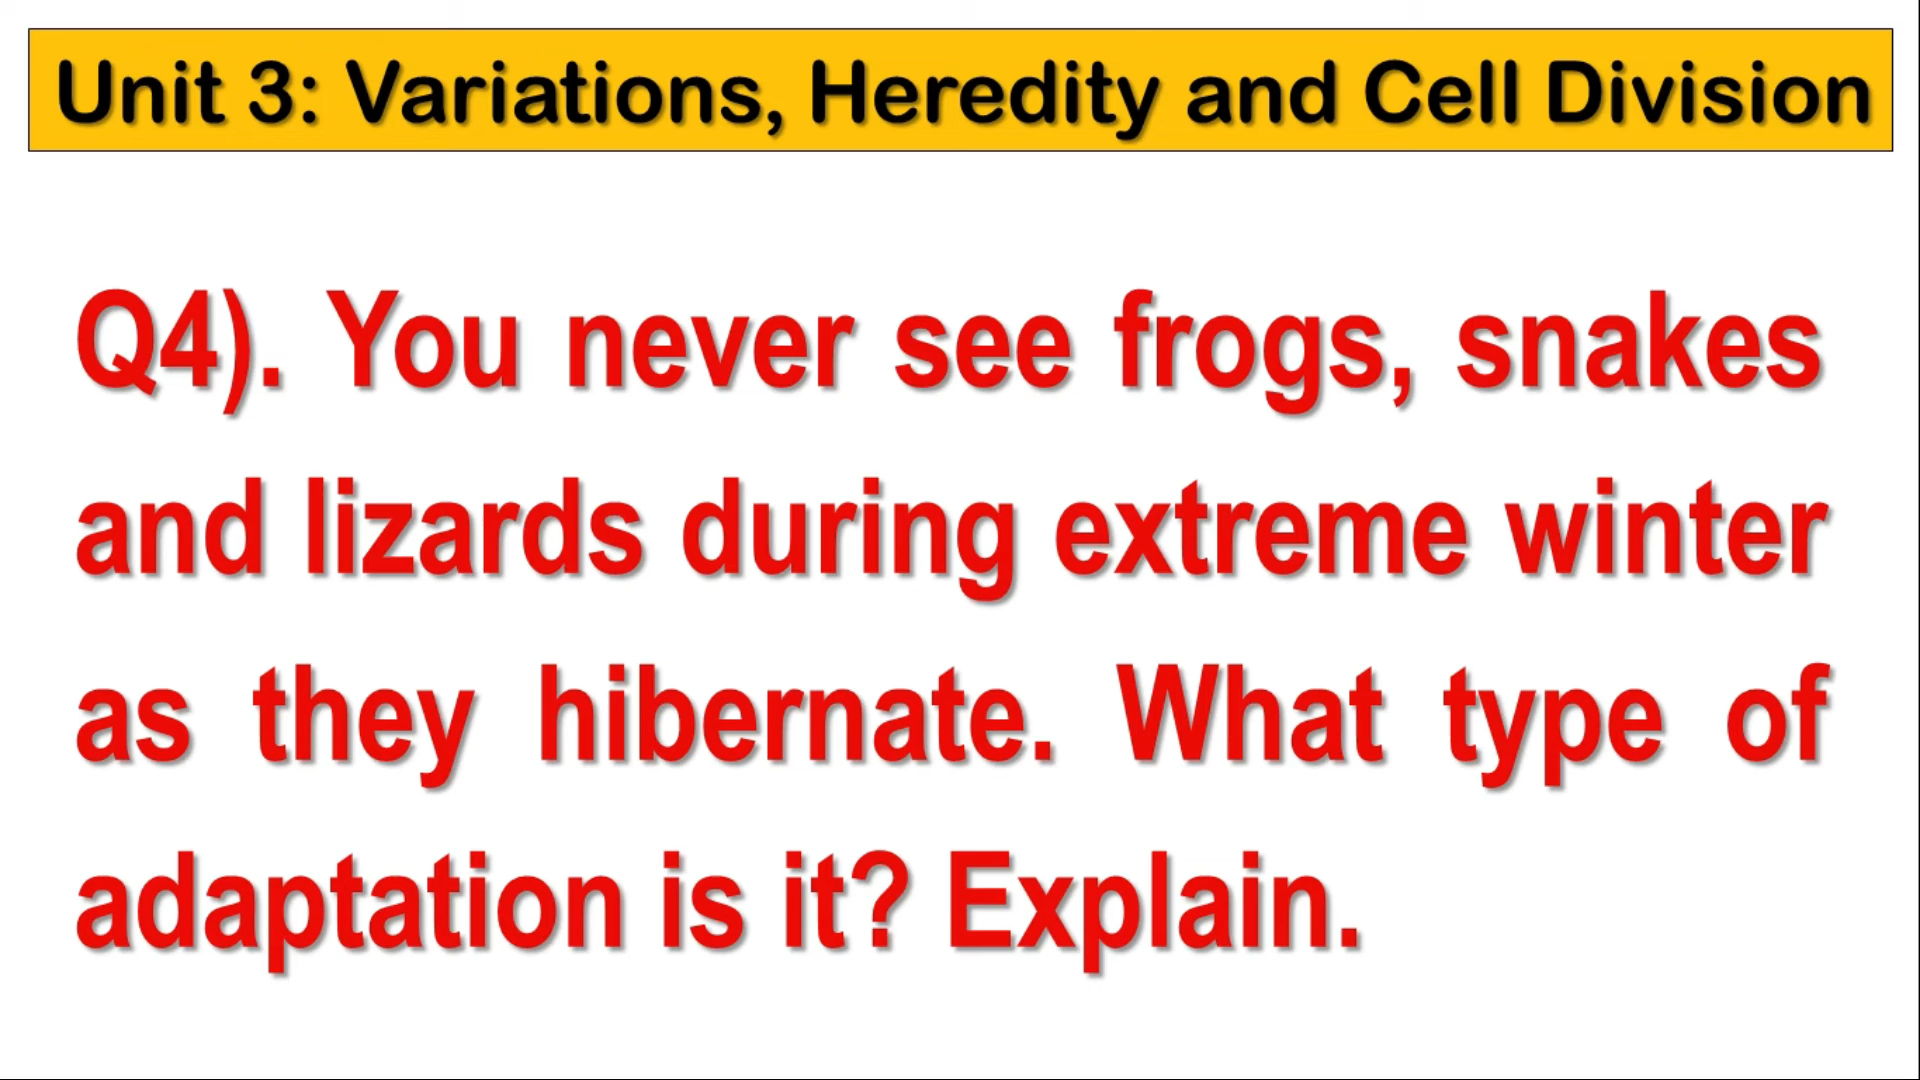 Unit 3: Variations, Heredity and Cell Division
Q4). You never see frogs, snakes
and lizards during extreme winter
as they hibernate. What type of
adaptation is it? Explain.